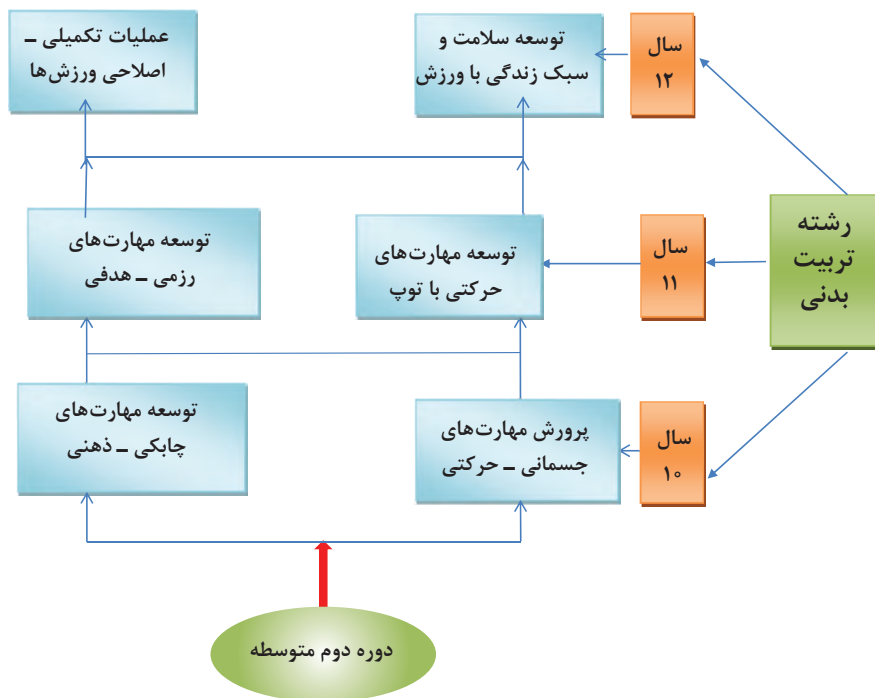 توسعه سلامت و
سبک زندگی با ورزش
عملیات تکمیلی ـ
اصلاحی ورزش‌ها
سال
۱۲
رشته
تربیت
بدنی
سال
۱۱
توسعه مهارت‌های
حرکتی با توپ
توسعه مهارت‌های
رزمی ـ هدفی
سال
۱۰
پرورش مهارت‌های
جسمانی ـ حرکتی
توسعه مهارت‌های
چابکی ـ ذهنی
دوره دوم متوسطه